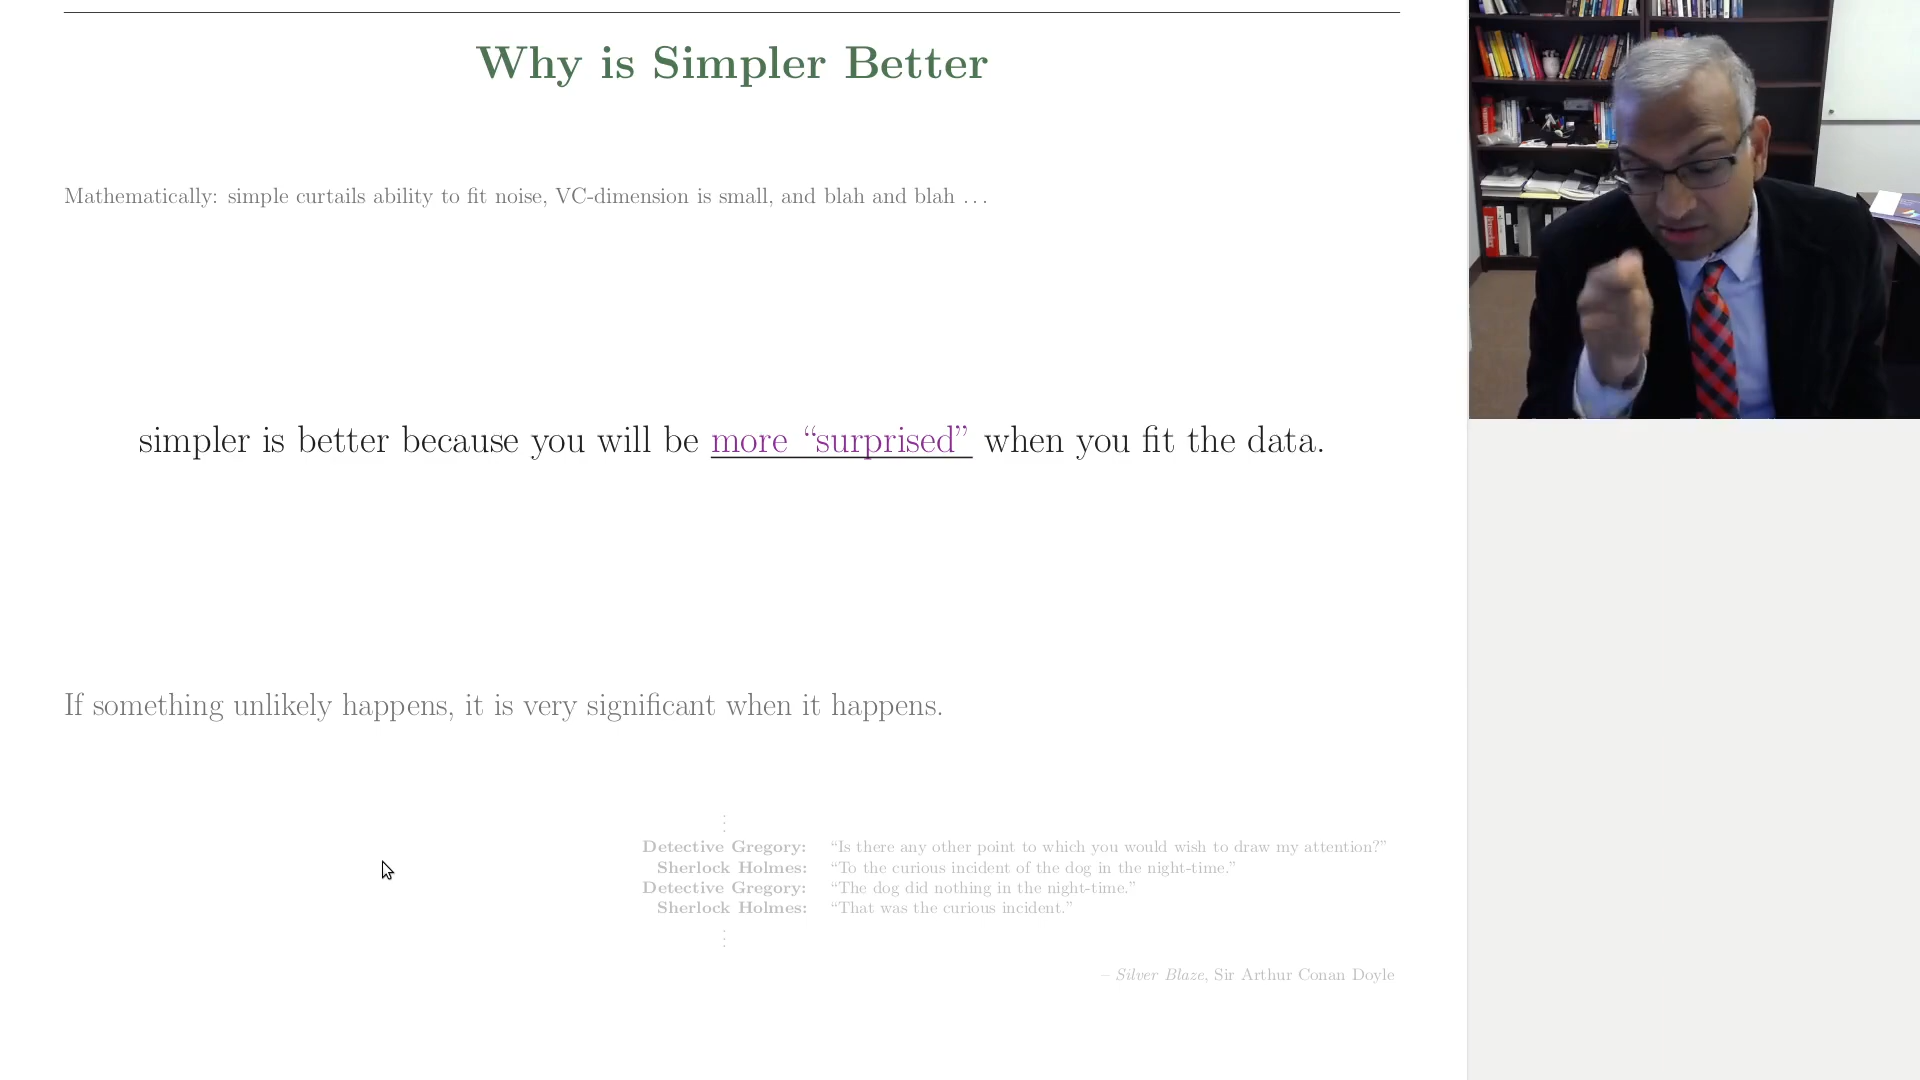 Why is Simpler Better
Mathematically: simple curtails ability to fit noise, VC-dimension is small, and blah and blah . . .
simpler is better because you will be more “surprised” when you fit the data.
If something unlikely happens, it is very significant when it happens.
Detective Gregory: “Is there any other point to which you would wish to draw my attention?”
Sherlock Holmes: “To the curious incident of the dog in the night-time.”
Detective Gregory: “The dog did nothing in the night-time.”
Sherlock Holmes: “That was the curious incident.”
– Silver Blaze, Sir Arthur Conan Doyle